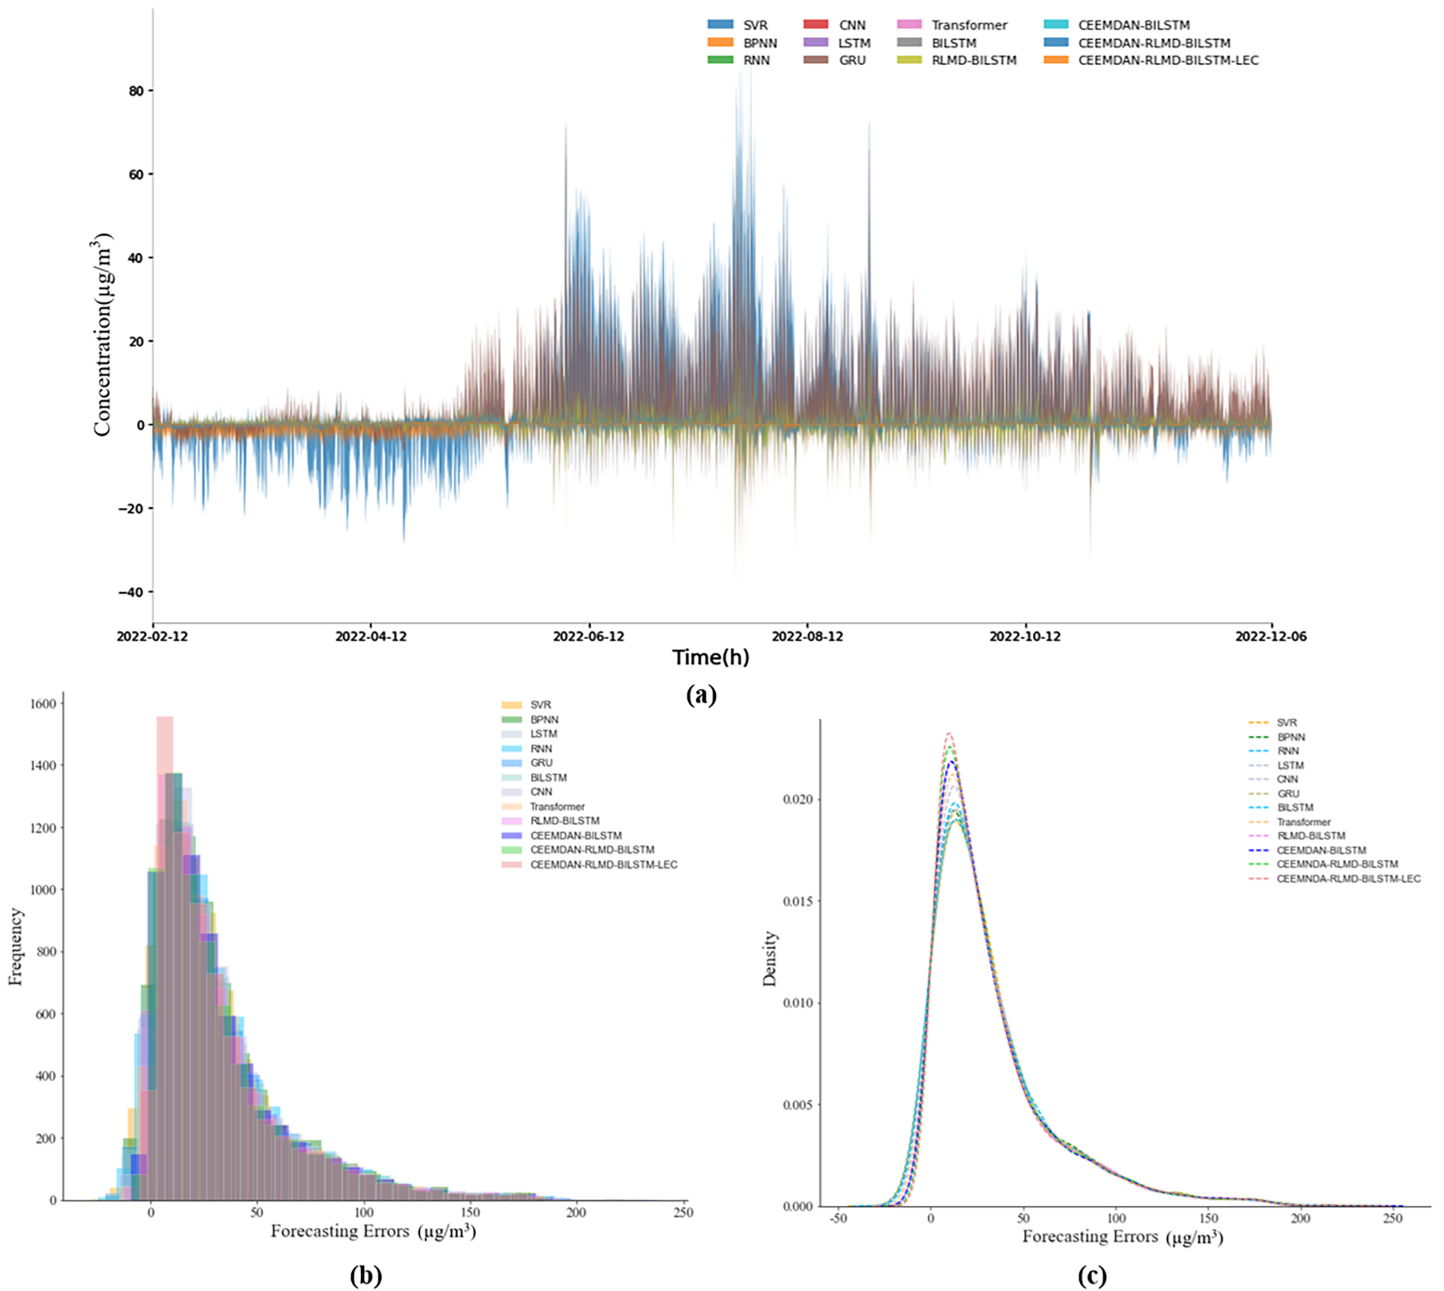 SVR CNN Transformer CEEMDAN-BILSTM
BPNN LSTM BILSTM CEEMDAN-RLMD-BILSTM
RNN GRU RLMD-BILSTM CEEMDAN-RLMD-BILSTM-LEC
80
60
40
20
0
−20
−40
Concentration(µg/m³)
2022-02-12 2022-04-12 2022-06-12 2022-08-12 2022-10-12 2022-12-06
Time(h)
(a)
1600
1400
1200
1000
800
600
400
200
0
Frequency
SVR
BPNN
LSTM
RNN
GRU
BILSTM
CNN
Transformer
RLMD-BILSTM
CEEMDAN-BILSTM
CEEMDAN-RLMD-BILSTM
CEEMDAN-RLMD-BILSTM-LEC
0 50 100 150 200 250
Forecasting Errors (µg/m³)
(b)
0.020
0.015
0.010
0.005
0.000
Density
SVR
BPNN
RNN
LSTM
CNN
GRU
BILSTM
Transformer
RLMD-BILSTM
CEEMDAN-BILSTM
CEEMNDA-RLMD-BILSTM
CEEMNDA-RLMD-BILSTM-LEC
-50 0 50 100 150 200 250
Forecasting Errors (µg/m³)
(c)